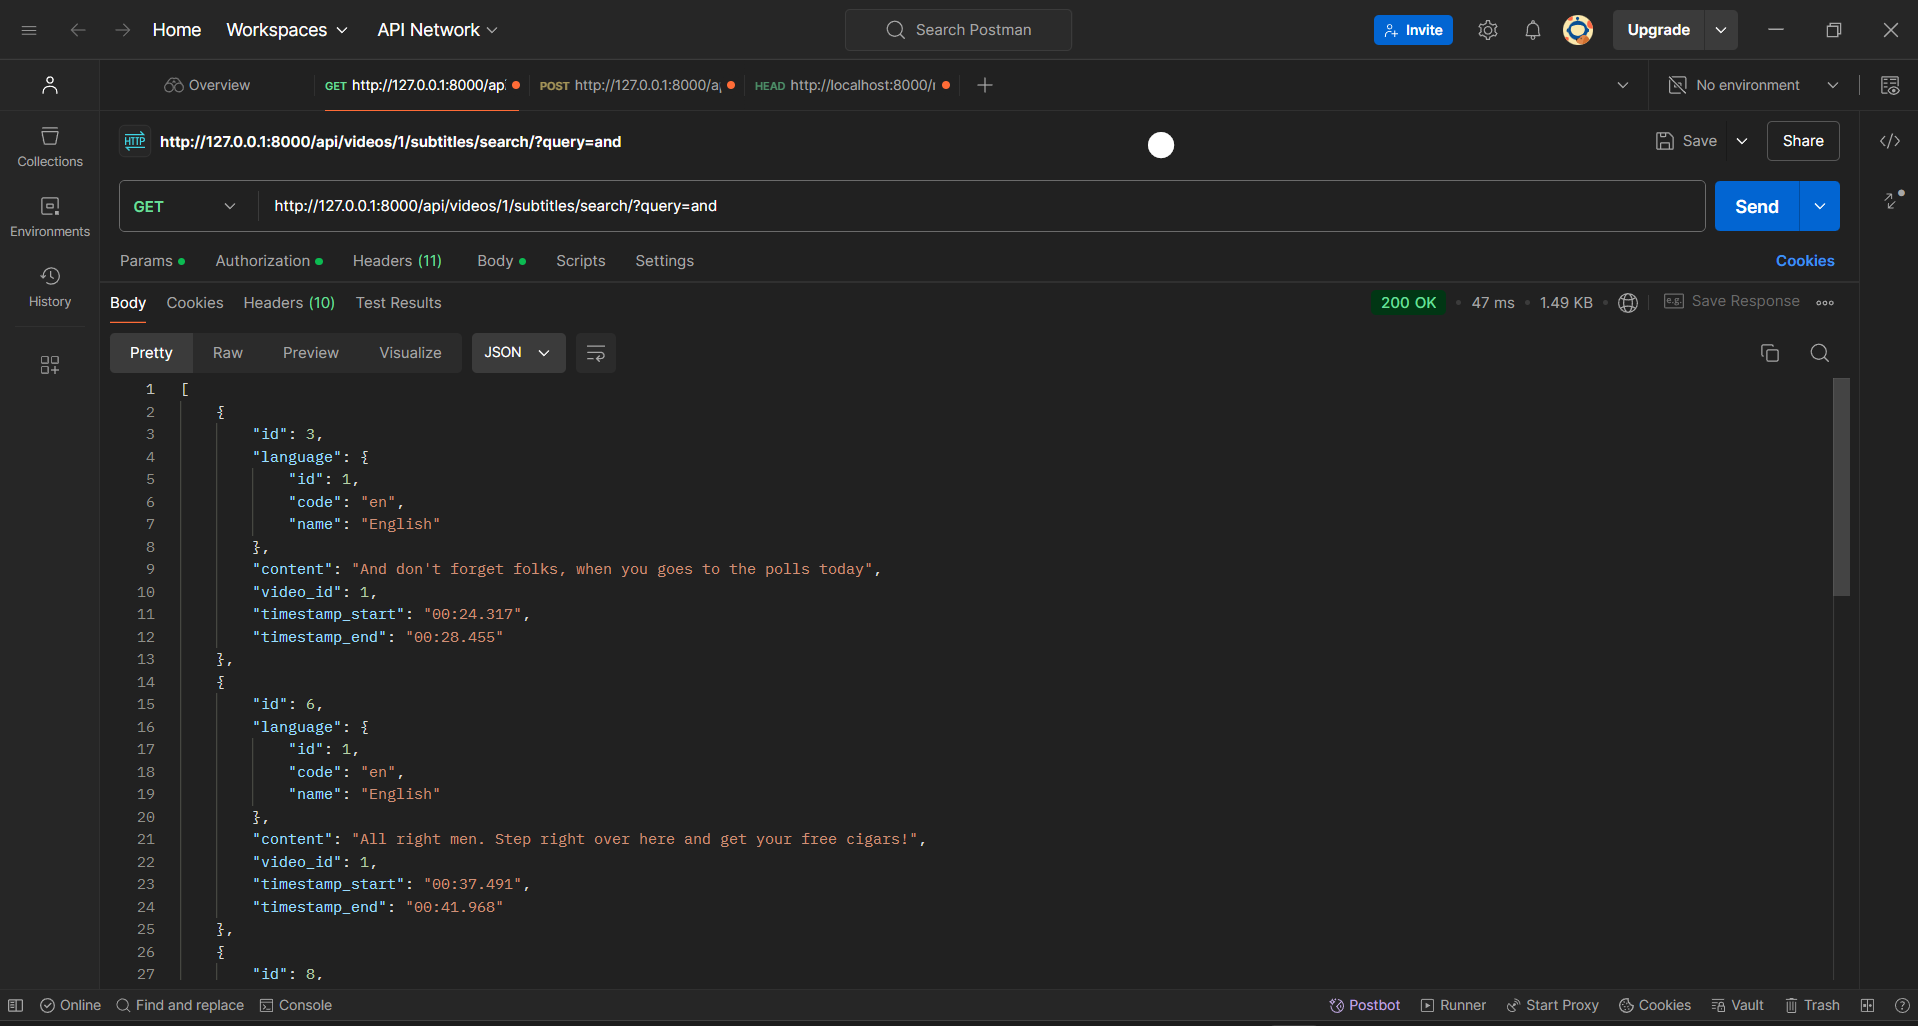 Home Workspaces API Network Search Postman Invite Upgrade
Overview GET http://127.0.0.1:8000/ap POST http://127.0.0.1:8000/a HEAD http://localhost:8000/ No environment
HTTP http://127.0.0.1:8000/api/videos/1/subtitles/search/?query=and Save Share
Collections
GET http://127.0.0.1:8000/api/videos/1/subtitles/search/?query=and Send
Environments
Params Authorization Headers (11) Body Scripts Settings Cookies
History
Body Cookies Headers (10) Test Results 200 OK 47 ms 1.49 KB e.g. Save Response
Pretty Raw Preview Visualize JSON
1 [
2 {
3 "id": 3,
4 "language": {
5 "id": 1,
6 "code": "en",
7 "name": "English"
8 },
9 "content": "And don't forget folks, when you goes to the polls today",
10 "video_id": 1,
11 "timestamp_start": "00:24.317",
12 "timestamp_end": "00:28.455"
13 },
14 {
15 "id": 6,
16 "language": {
17 "id": 1,
18 "code": "en",
19 "name": "English"
20 },
21 "content": "All right men. Step right over here and get your free cigars!",
22 "video_id": 1,
23 "timestamp_start": "00:37.491",
24 "timestamp_end": "00:41.968"
25 },
26 {
27 "id": 8,
Online Find and replace Console Postbot Runner Start Proxy Cookies Vault Trash